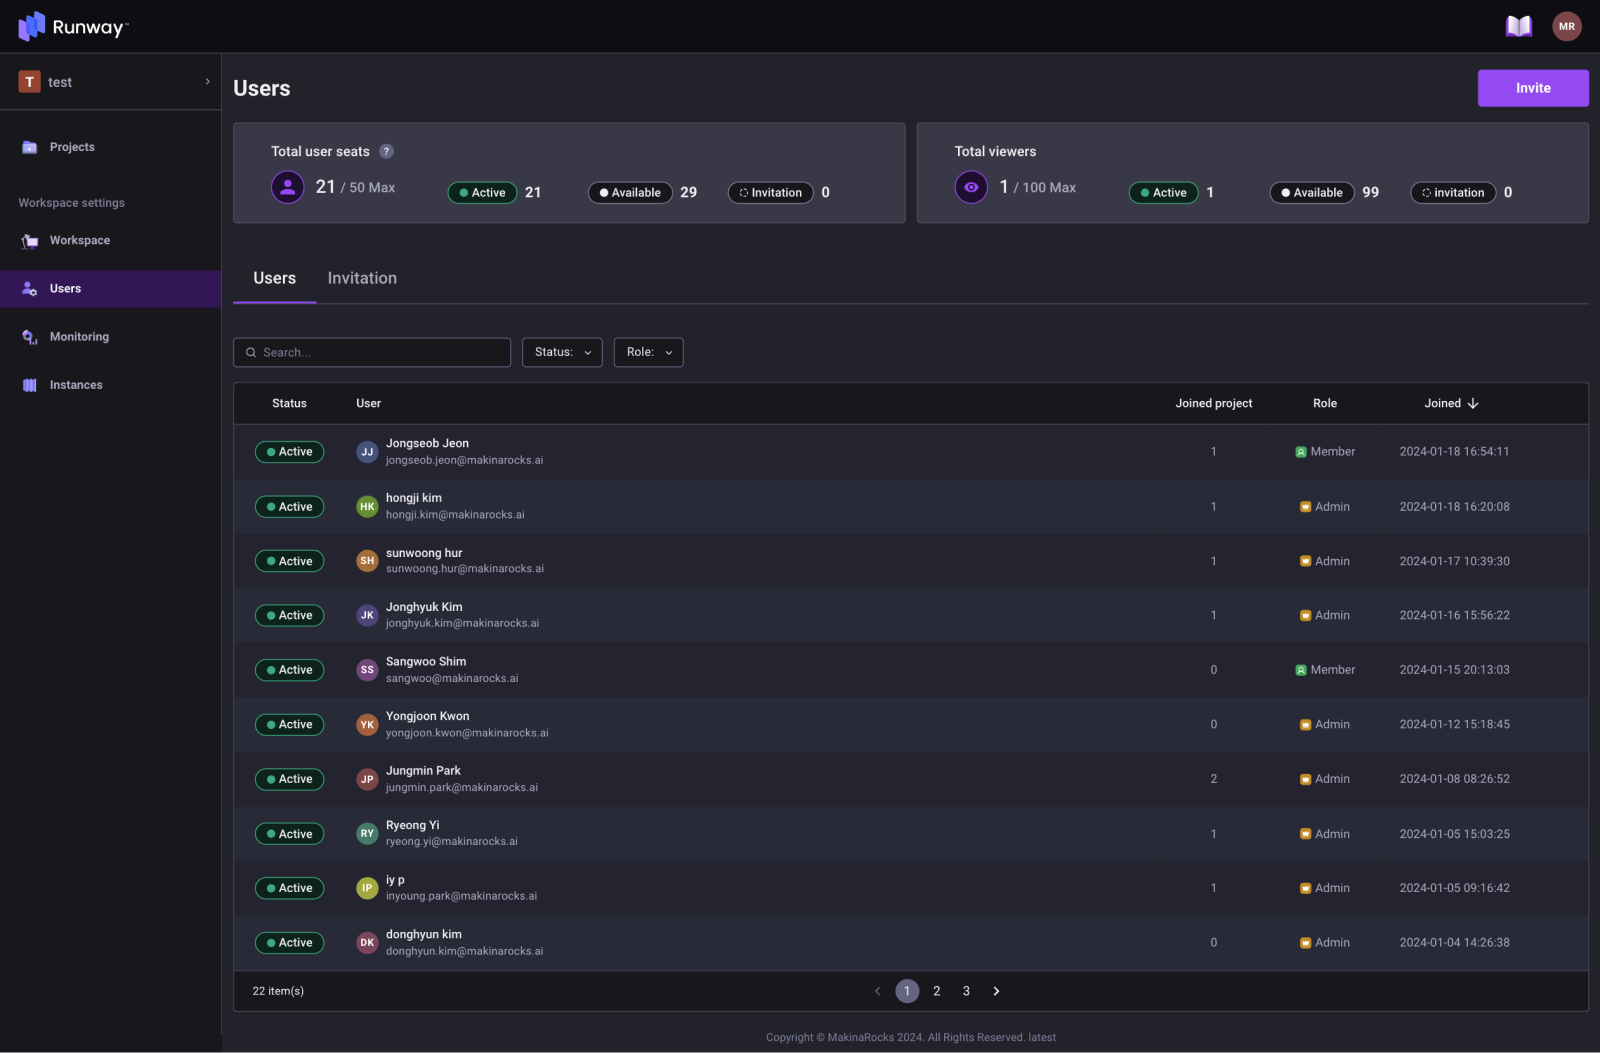 Runway™
MR
T test
Projects
Workspace settings
Workspace
Users
Monitoring
Instances
Users
Invite
Total user seats ?
21 / 50 Max
Active 21
Available 29
Invitation 0
Total viewers
1 / 100 Max
Active 1
Available 99
invitation 0
Users Invitation
Search...
Status:
Role:
Status User Joined project Role Joined
Active JJ Jongseob Jeon 1 Member 2024-01-18 16:54:11
jongseob.jeon@makinarocks.ai
Active HK hongji kim 1 Admin 2024-01-18 16:20:08
hongji.kim@makinarocks.ai
Active SH sunwoong hur 1 Admin 2024-01-17 10:39:30
sunwoong.hur@makinarocks.ai
Active JK Jonghyuk Kim 1 Admin 2024-01-16 15:56:22
jonghyuk.kim@makinarocks.ai
Active SS Sangwoo Shim 0 Member 2024-01-15 20:13:03
sangwoo@makinarocks.ai
Active YK Yongjoon Kwon 0 Admin 2024-01-12 15:18:45
yongjoon.kwon@makinarocks.ai
Active JP Jungmin Park 2 Admin 2024-01-08 08:26:52
jungmin.park@makinarocks.ai
Active RY Ryeong Yi 1 Admin 2024-01-05 15:03:25
ryeong.yi@makinarocks.ai
Active IP iy p 1 Admin 2024-01-05 09:16:42
inyoung.park@makinarocks.ai
Active DK donghyun kim 0 Admin 2024-01-04 14:26:38
donghyun.kim@makinarocks.ai
22 item(s) 1 2 3
Copyright © MakinaRocks 2024. All Rights Reserved. latest